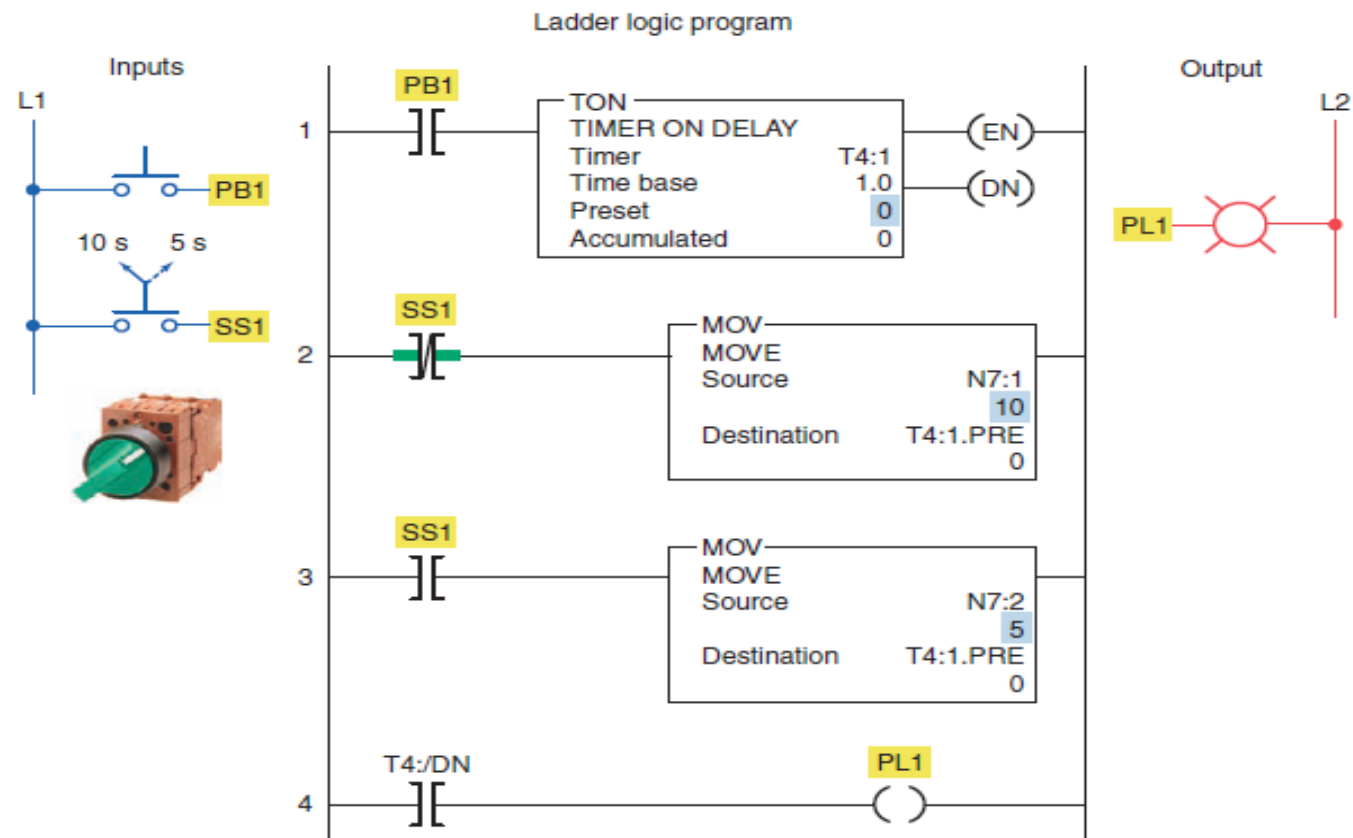 Ladder logic program
Inputs
Output
L1
L2
10 s 5 s
PB1
SS1
1
PB1
TON
TIMER ON DELAY
Timer T4:1
Time base 1.0
Preset 0
Accumulated 0
EN
DN
PL1
2
SS1
MOV
MOVE
Source N7:1
10
Destination T4:1.PRE
0
3
SS1
MOV
MOVE
Source N7:2
5
Destination T4:1.PRE
0
4
T4:/DN
PL1